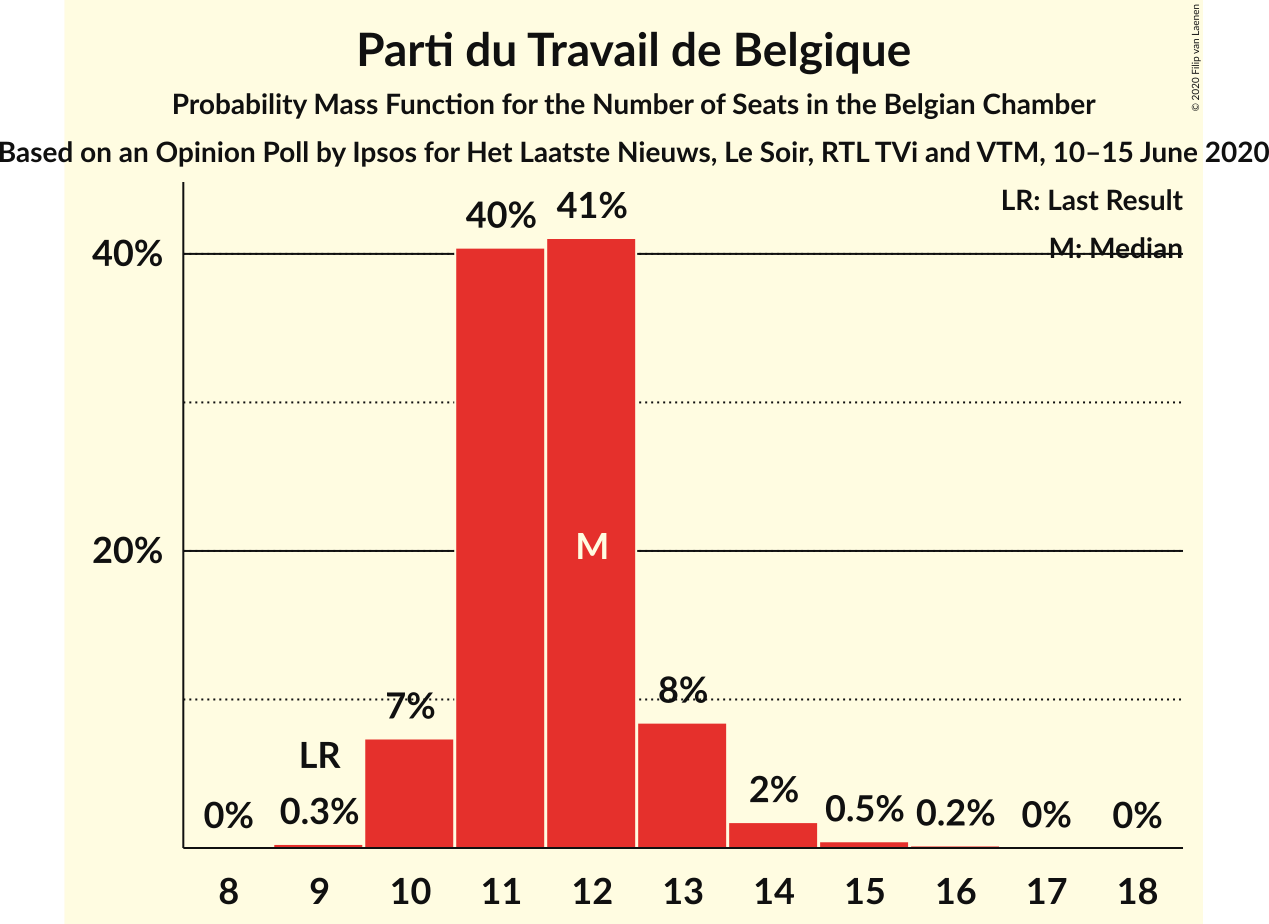 Parti du Travail de Belgique
Probability Mass Function for the Number of Seats in the Belgian Chamber
Based on an Opinion Poll by Ipsos for Het Laatste Nieuws, Le Soir, RTL TVi and VTM, 10–15 June 2020
© 2020 Filip van Laenen
LR: Last Result
M: Median
40%
20%
0%
LR
0.3%
7%
40%
41%
M
8%
2%
0.5%
0.2%
0%
0%
8 9 10 11 12 13 14 15 16 17 18